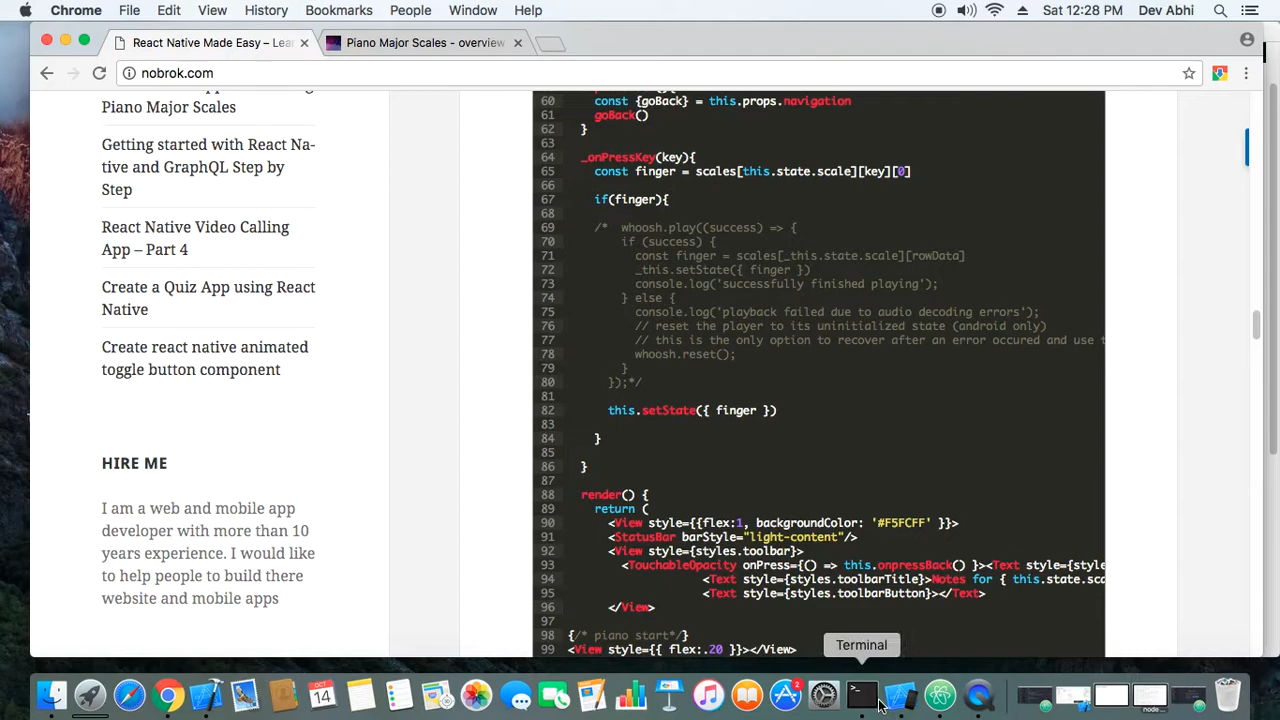 Chrome File Edit View History Bookmarks People Window Help Sat 12:28 PM Dev Abhi
React Native Made Easy – Lea
Piano Major Scales - overview
nobrok.com
Piano Major Scales
Getting started with React Na-
tive and GraphQL Step by
Step
React Native Video Calling
App – Part 4
Create a Quiz App using React
Native
Create react native animated
toggle button component
HIRE ME
I am a web and mobile app
developer with more than 10
years experience. I would like
to help people to build there
website and mobile apps
60 const {goBack} = this.props.navigation
61 goBack()
62 }
63
64 _onPressKey(key){
65 const finger = scales[this.state.scale][key][0]
66
67 if(finger){
68
69 /* whoosh.play((success) => {
70 if (success) {
71 const finger = scales[_this.state.scale][rowData]
72 _this.setState({ finger })
73 console.log('successfully finished playing');
74 } else {
75 console.log('playback failed due to audio decoding errors');
76 // reset the player to its uninitialized state (android only)
77 // this is the only option to recover after an error occured and use t
78 whoosh.reset();
79 }
80 });*/
81
82 this.setState({ finger })
83
84 }
85
86 }
87
88 render() {
89 return (
90 <View style={{flex:1, backgroundColor: '#F5FCFF' }}>
91 <StatusBar barStyle="light-content"/>
92 <View style={styles.toolbar}>
93 <TouchableOpacity onPress={() => this.onpressBack() }><Text style={style
94 <Text style={styles.toolbarTitle}>Notes for { this.state.sca
95 <Text style={styles.toolbarButton}></Text>
96 </View>
97
98 {/* piano start*/}
99 <View style={{ flex:.20 }}></View>
Terminal
OCT
14
2
node...